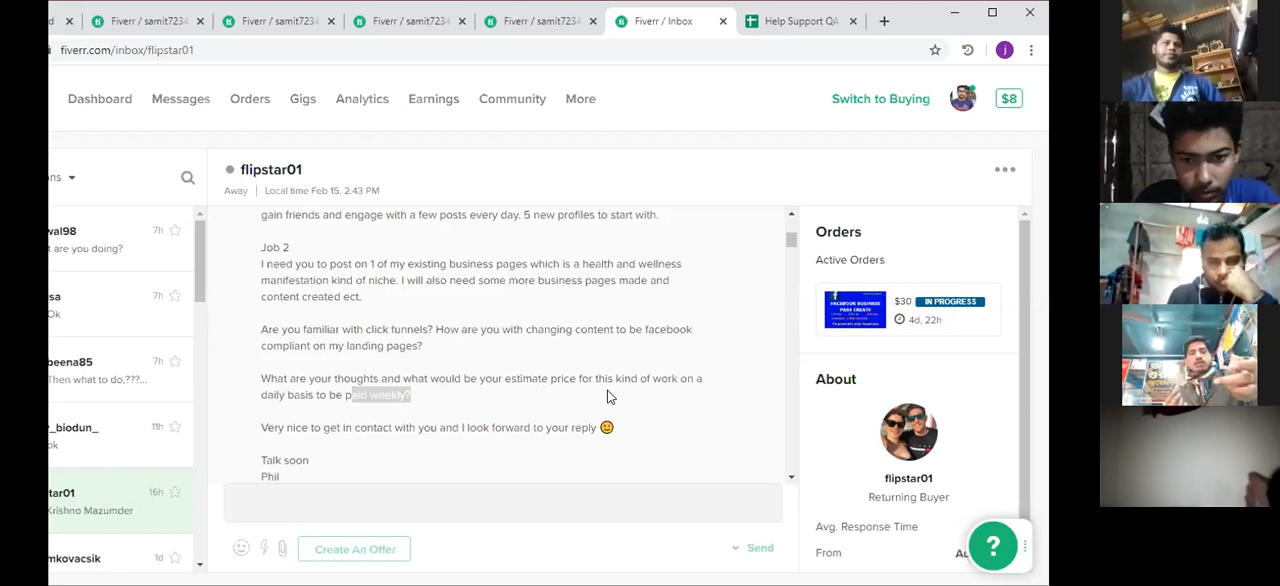 Fiverr / samit7234
Fiverr / samit7234
Fiverr / samit7234
Fiverr / samit7234
Fiverr / Inbox
Help Support QA
fiverr.com/inbox/flipstar01
j
Dashboard
Messages
Orders
Gigs
Analytics
Earnings
Community
More
Switch to Buying
$8
flipstar01
Away | Local time Feb 15, 2:43 PM
7h
are you doing?
7h
Ok
7h
Then what to do,???...
11h
ok
16h
Krishno Mazumder
1d
gain friends and engage with a few posts every day. 5 new profiles to start with.
Job 2
I need you to post on 1 of my existing business pages which is a health and wellness
manifestation kind of niche. I will also need some more business pages made and
content created ect.
Are you familiar with click funnels? How are you with changing content to be facebook
compliant on my landing pages?
What are your thoughts and what would be your estimate price for this kind of work on a
daily basis to be paid weekly?
Very nice to get in contact with you and I look forward to your reply 🙂
Talk soon
Phil
Create An Offer
Send
Orders
Active Orders
FACEBOOK BUSINESS
PAGE CREATE
$30 IN PROGRESS
4d, 22h
About
flipstar01
Returning Buyer
Avg. Response Time
From
?